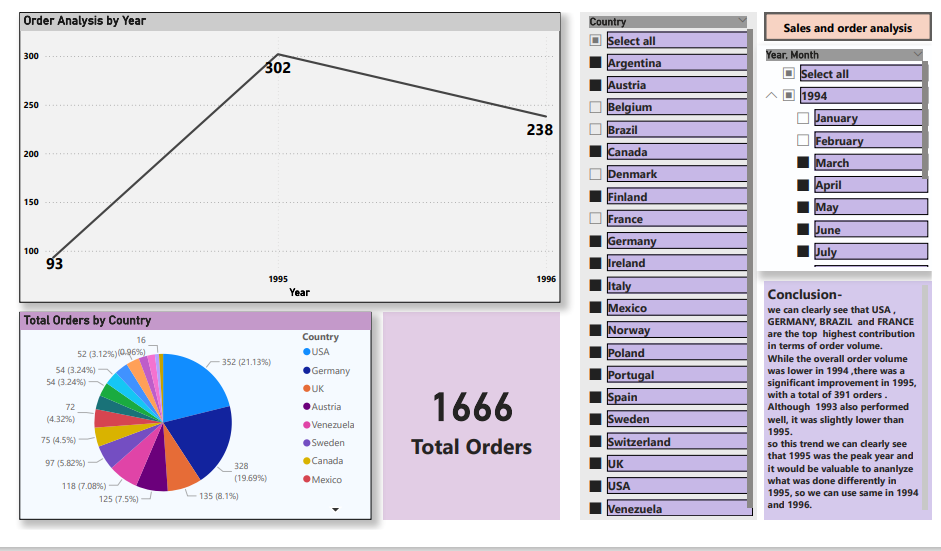 Order Analysis by Year
300
250
200
150
100
302
238
93
1995
1996
Year
Total Orders by Country
16
52 (3.12%)
(0.96%)
54 (3.24%)
54 (3.24%)
72
(4.32%)
75 (4.5%)
97 (5.82%)
118 (7.08%)
125 (7.5%)
135 (8.1%)
328
(19.69%)
352 (21.13%)
Country
USA
Germany
UK
Austria
Venezuela
Sweden
Canada
Mexico
1666
Total Orders
Country
Select all
Argentina
Austria
Belgium
Brazil
Canada
Denmark
Finland
France
Germany
Ireland
Italy
Mexico
Norway
Poland
Portugal
Spain
Sweden
Switzerland
UK
USA
Venezuela
Sales and order analysis
Year, Month
Select all
1994
January
February
March
April
May
June
July
Conclusion-
we can clearly see that USA ,
GERMANY, BRAZIL and FRANCE
are the top highest contribution
in terms of order volume.
While the overall order volume
was lower in 1994 ,there was a
significant improvement in 1995,
with a total of 391 orders .
Although 1993 also performed
well, it was slightly lower than
1995.
so this trend we can clearly see
that 1995 was the peak year and
it would be valuable to ananlyze
what was done differently in
1995, so we can use same in 1994
and 1996.